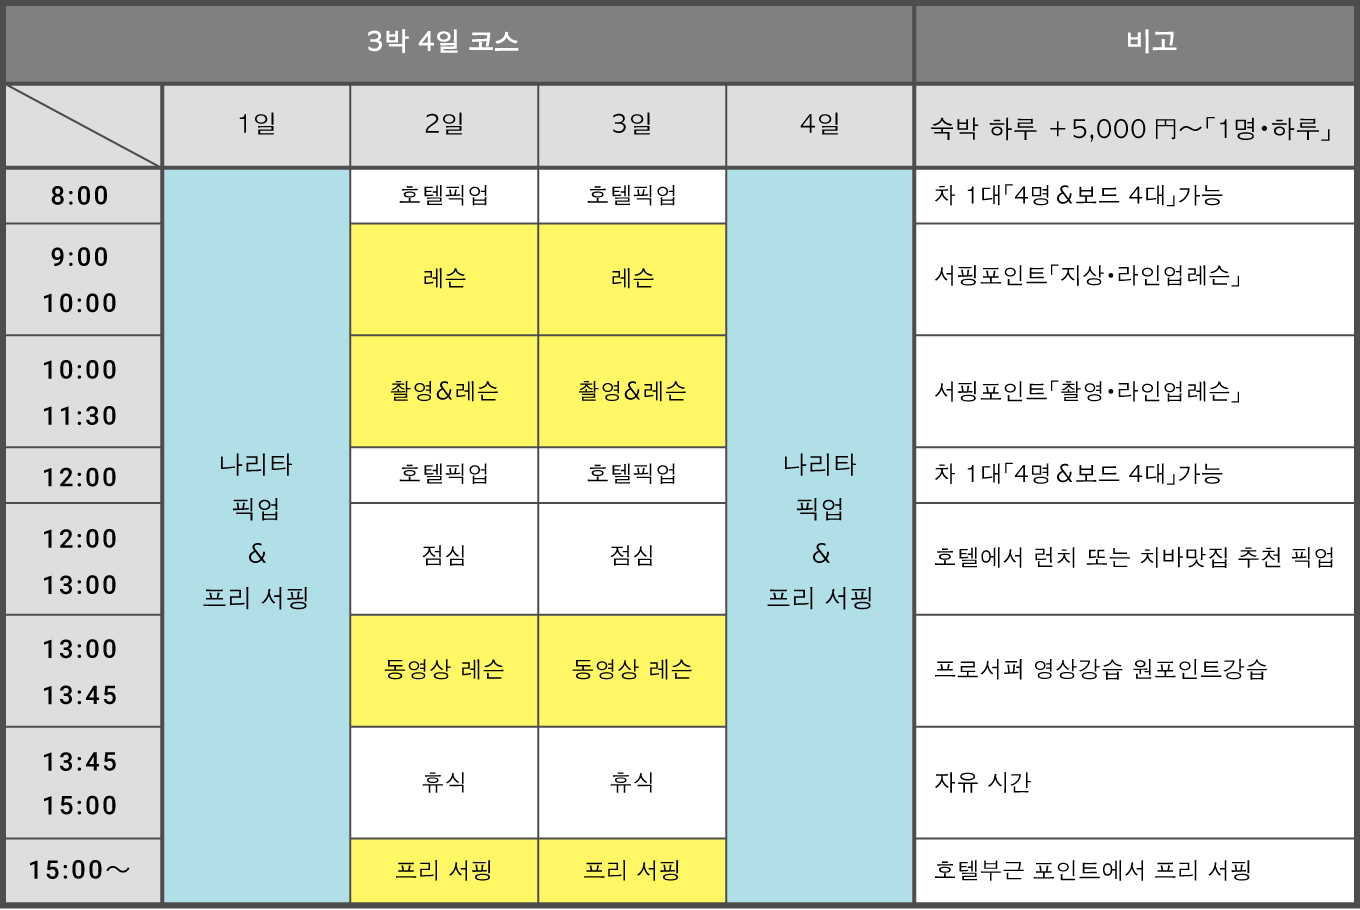 3박 4일 코스
비고
1일
2일
3일
4일
숙박 하루 +5,000 円~「1명·하루」
8:00
호텔픽업
호텔픽업
차 1대「4명&보드 4대」가능
9:00
10:00
레슨
레슨
서핑포인트「지상·라인업레슨」
10:00
11:30
촬영&레슨
촬영&레슨
서핑포인트「촬영·라인업레슨」
나리타
픽업
&
프리 서핑
나리타
픽업
&
프리 서핑
12:00
호텔픽업
호텔픽업
차 1대「4명&보드 4대」가능
12:00
13:00
점심
점심
호텔에서 런치 또는 치바맛집 추천 픽업
13:00
13:45
동영상 레슨
동영상 레슨
프로서퍼 영상강습 원포인트강습
13:45
15:00
휴식
휴식
자유 시간
15:00~
프리 서핑
프리 서핑
호텔부근 포인트에서 프리 서핑